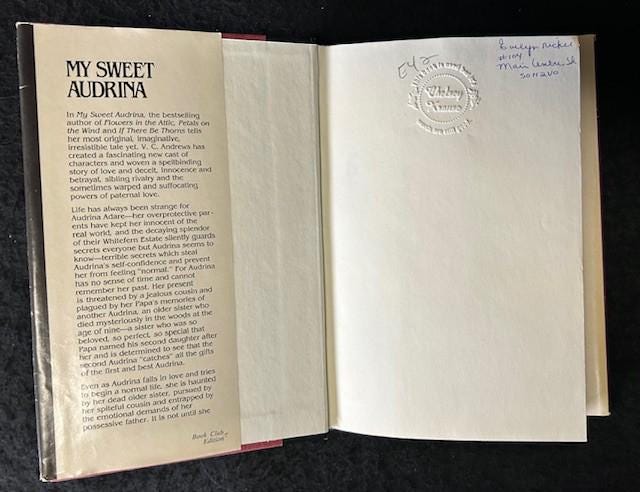 MY SWEET
AUDRINA
In My Sweet Audrina, the bestselling
author of Flowers in the Attic, Petals on
the Wind and If There Be Thorns tells
her most original, imaginative,
irresistible tale yet. V. C. Andrews has
created a fascinating new cast of
characters and woven a spellbinding
story of love and deceit, innocence and
betrayal, sibling rivalry and the
sometimes warped and suffocating
powers of paternal love.
Life has always been strange for
Audrina Adare—her overprotective par-
ents have kept her innocent of the
real world, and the decaying splendor
of their Whitefern Estate silently guards
secrets everyone but Audrina seems to
know—terrible secrets which steal
Audrina's self-confidence and prevent
her from feeling "normal." For Audrina
has no sense of time and cannot
remember her past. Her present
is threatened by a jealous cousin and
plagued by her Papa's memories of
another Audrina, an older sister who
died mysteriously in the woods at the
age of nine—a sister who was so
beloved, so perfect, so special that
Papa named his second daughter after
her and is determined to see that the
second Audrina "catches" all the gifts
of the first and best Audrina.
Even as Audrina falls in love and tries
to begin a normal life, she is haunted
by her dead older sister, pursued by
her spiteful cousin and entrapped by
the emotional demands of her
possessive father. It is not until she
Book Club
Edition
Evelyn
#104
Main